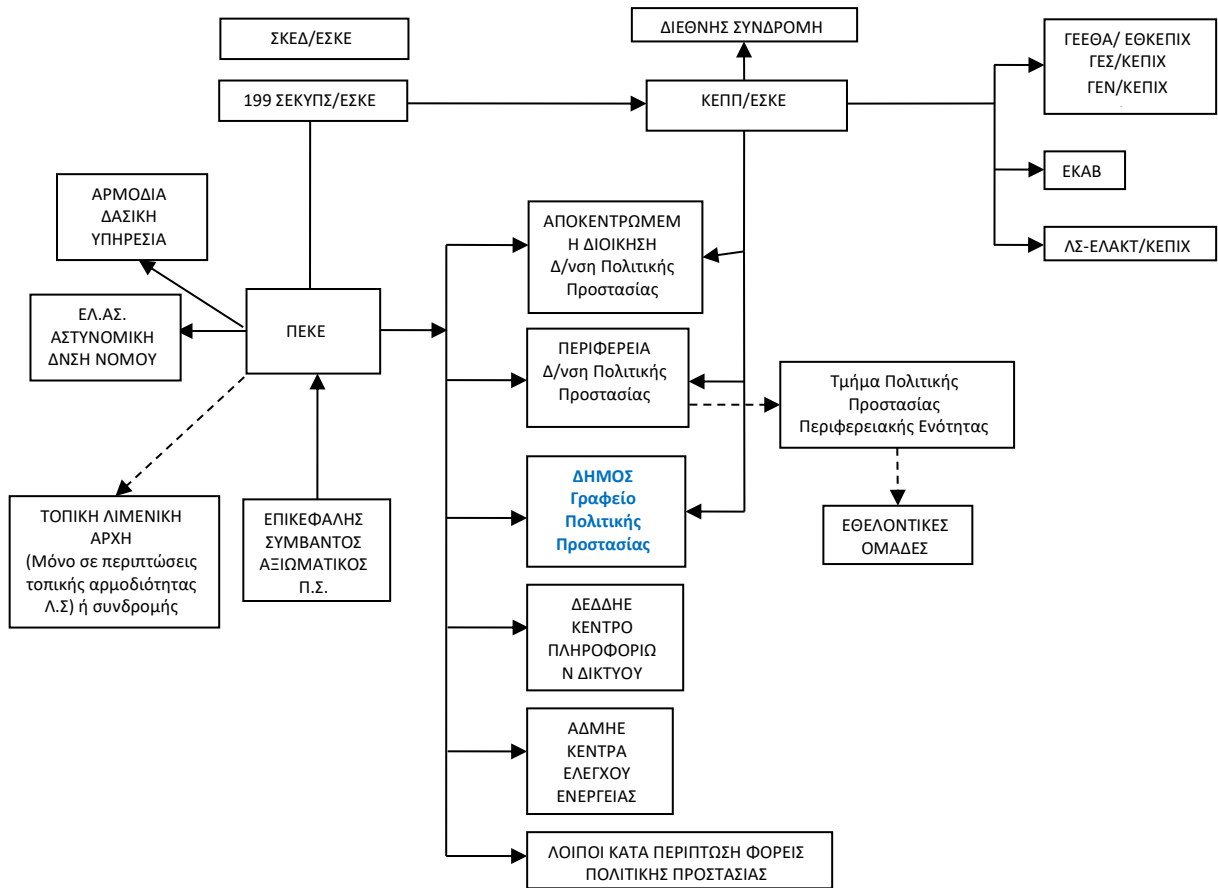 ΣΚΕΔ/ΕΣΚΕ
ΔΙΕΘΝΗΣ ΣΥΝΔΡΟΜΗ
ΓΕΕΘΑ/ ΕΘΚΕΠΙΧ
ΓΕΣ/ΚΕΠΙΧ
ΓΕΝ/ΚΕΠΙΧ
199 ΣΕΚΥΠΣ/ΕΣΚΕ
ΚΕΠΠ/ΕΣΚΕ
ΕΚΑΒ
ΛΣ-ΕΛΑΚΤ/ΚΕΠΙΧ
ΑΡΜΟΔΙΑ
ΔΑΣΙΚΗ
ΥΠΗΡΕΣΙΑ
ΑΠΟΚΕΝΤΡΩΜΕΜ
Η ΔΙΟΙΚΗΣΗ
Δ/νση Πολιτικής
Προστασίας
ΕΛ.ΑΣ.
ΑΣΤΥΝΟΜΙΚΗ
ΔΝΣΗ ΝΟΜΟΥ
ΠΕΚΕ
ΠΕΡΙΦΕΡΕΙΑ
Δ/νση Πολιτικής
Προστασίας
Τμήμα Πολιτικής
Προστασίας
Περιφερειακής Ενότητας
ΔΗΜΟΣ
Γραφείο
Πολιτικής
Προστασίας
ΕΘΕΛΟΝΤΙΚΕΣ
ΟΜΑΔΕΣ
ΤΟΠΙΚΗ ΛΙΜΕΝΙΚΗ
ΑΡΧΗ
(Μόνο σε περιπτώσεις
τοπικής αρμοδιότητας
Λ.Σ) ή συνδρομής
ΕΠΙΚΕΦΑΛΗΣ
ΣΥΜΒΑΝΤΟΣ
ΑΞΙΩΜΑΤΙΚΟΣ
Π.Σ.
ΔΕΔΔΗΕ
ΚΕΝΤΡΟ
ΠΛΗΡΟΦΟΡΙΩ
Ν ΔΙΚΤΥΟΥ
ΑΔΜΗΕ
ΚΕΝΤΡΑ
ΕΛΕΓΧΟΥ
ΕΝΕΡΓΕΙΑΣ
ΛΟΙΠΟΙ ΚΑΤΑ ΠΕΡΙΠΤΩΣΗ ΦΟΡΕΙΣ
ΠΟΛΙΤΙΚΗΣ ΠΡΟΣΤΑΣΙΑΣ